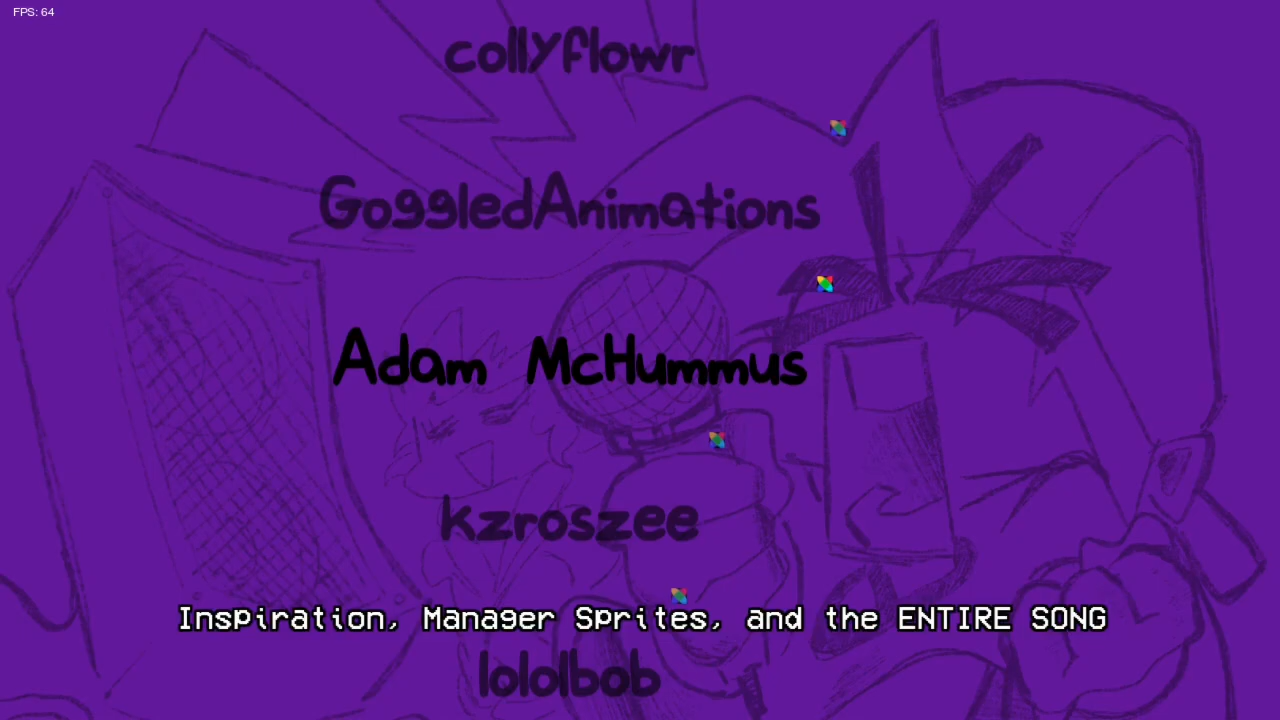 FPS: 64
collyflowr
GoggledAnimations
Adam McHummus
kzroszee
Inspiration, Manager Sprites, and the ENTIRE SONG
lololbob